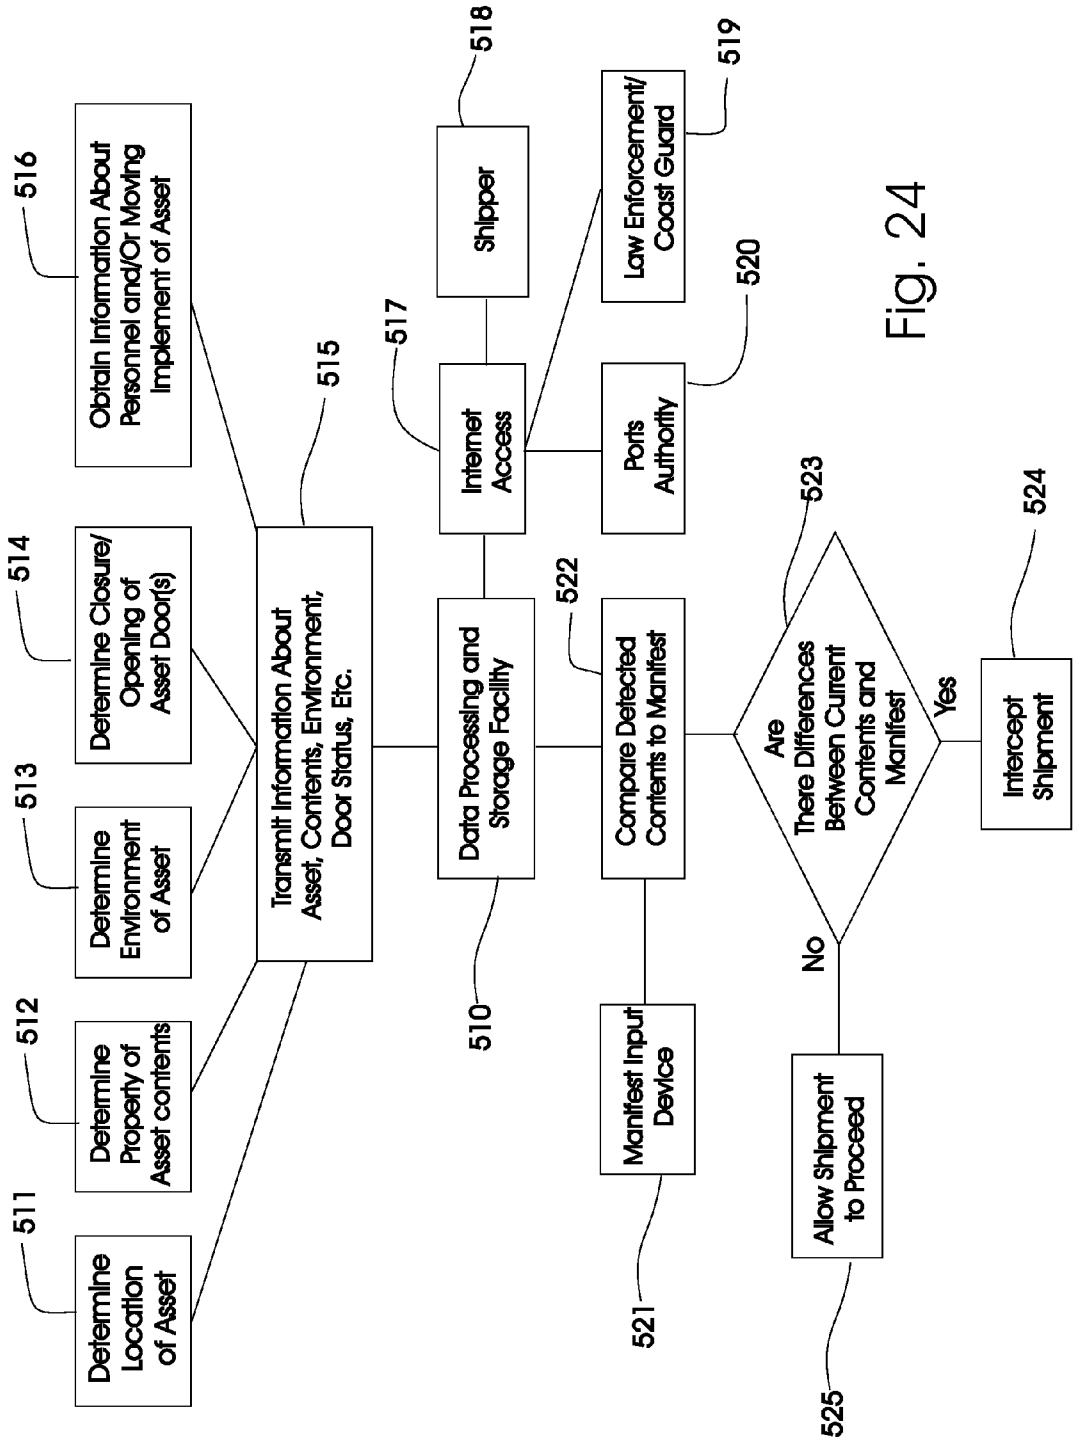 511
Determine
Location
of Asset
512
Determine
Property of
Asset contents
513
Determine
Environment
of Asset
514
Determine Closure/
Opening of
Asset Door(s)
516
Obtain Information About
Personnel and/Or Moving
Implement of Asset
515
Transmit Information About
Asset, Contents, Environment,
Door Status, Etc.
510
Data Processing and
Storage Facility
517
Internet
Access
518
Shipper
521
Manifest Input
Device
522
Compare Detected
Contents to Manifest
520
Ports
Authority
519
Law Enforcement/
Coast Guard
523
Are
There Differences
Between Current
Contents and
Manifest
No
Yes
525
Allow Shipment
to Proceed
524
Intercept
Shipment
Fig. 24